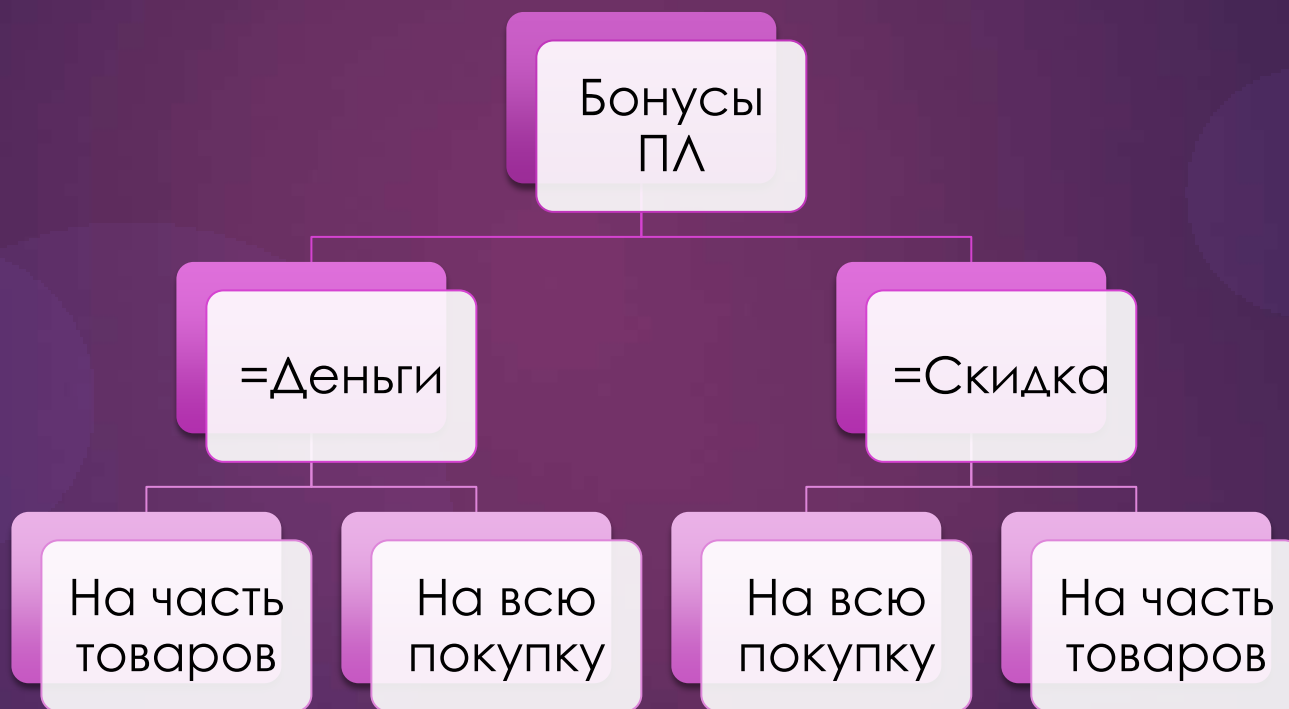 Бонусы
ПЛ
=Деньги
=Скидка
На часть
товаров
На всю
покупку
На всю
покупку
На часть
товаров